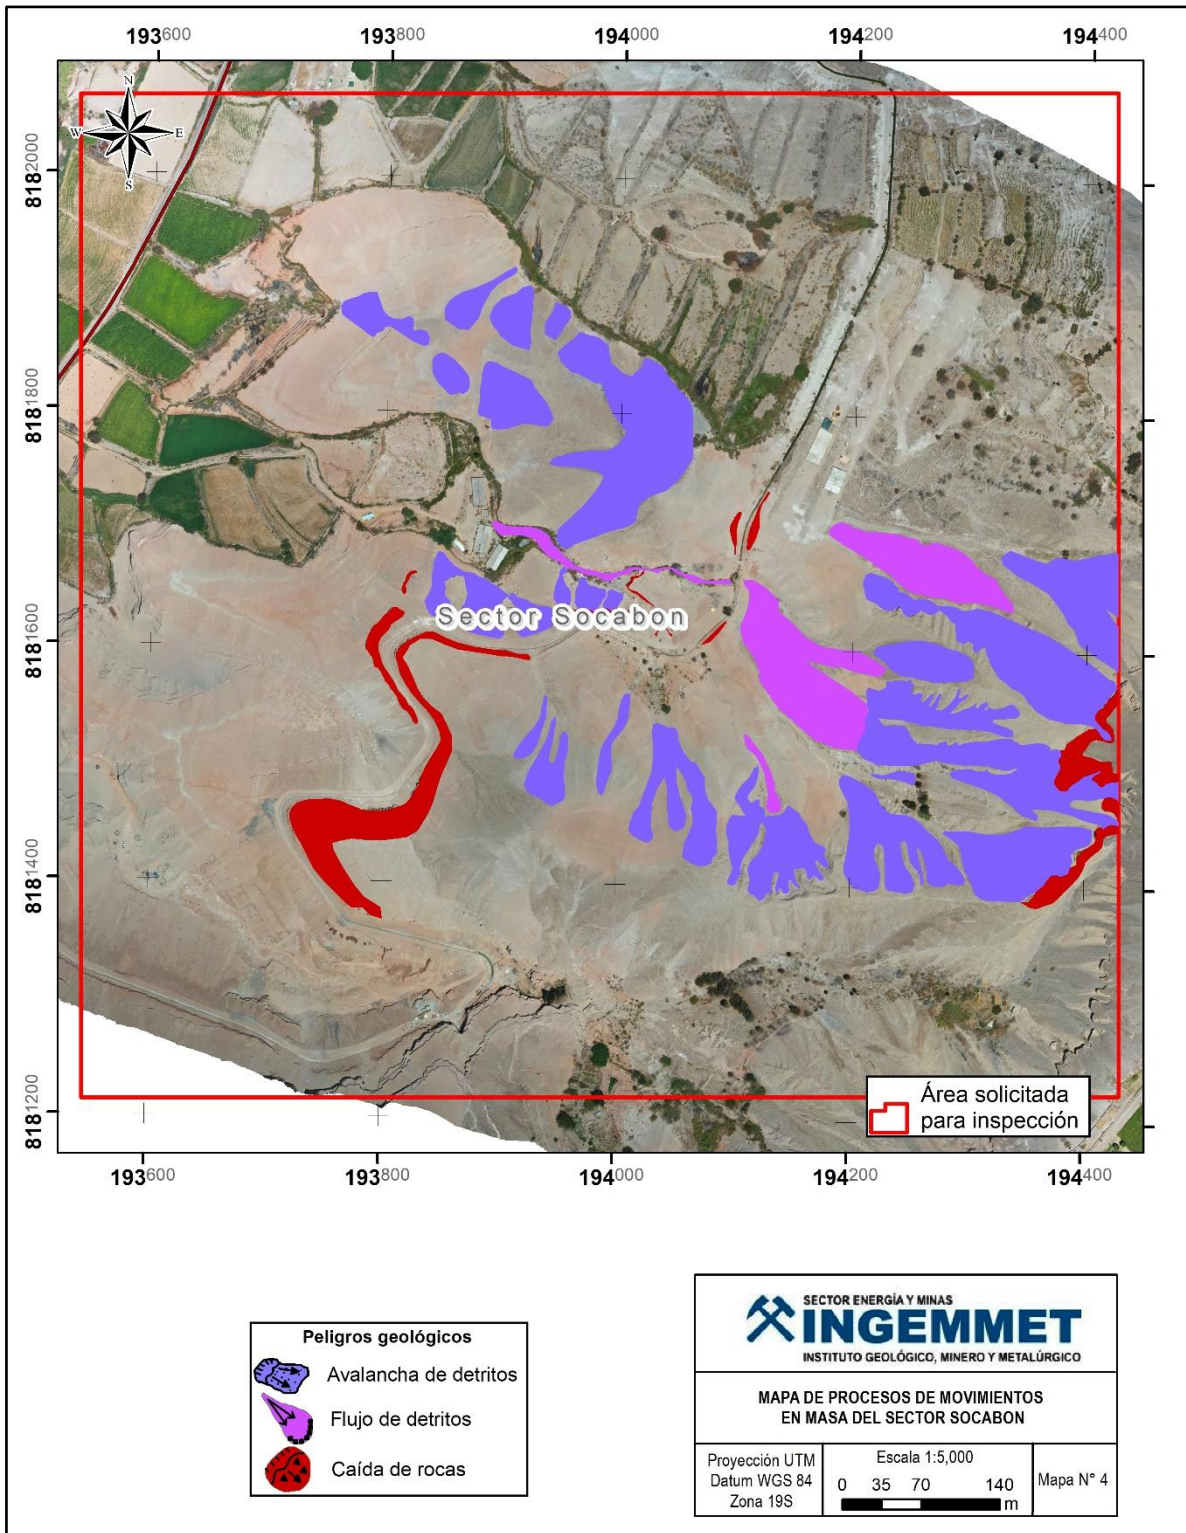 193600 193800 194000 194200 194400
N
W E
S
8182000
8181800
8181600
8181400
8181200
Sector Socabon
Área solicitada
para inspección
193600 193800 194000 194200 194400
Peligros geológicos
Avalancha de detritos
Flujo de detritos
Caída de rocas
SECTOR ENERGÍA Y MINAS
INGEMMET
INSTITUTO GEOLÓGICO, MINERO Y METALÚRGICO
MAPA DE PROCESOS DE MOVIMIENTOS
EN MASA DEL SECTOR SOCABON
Proyección UTM
Datum WGS 84
Zona 19S
Escala 1:5,000
0 35 70 140
m
Mapa N° 4